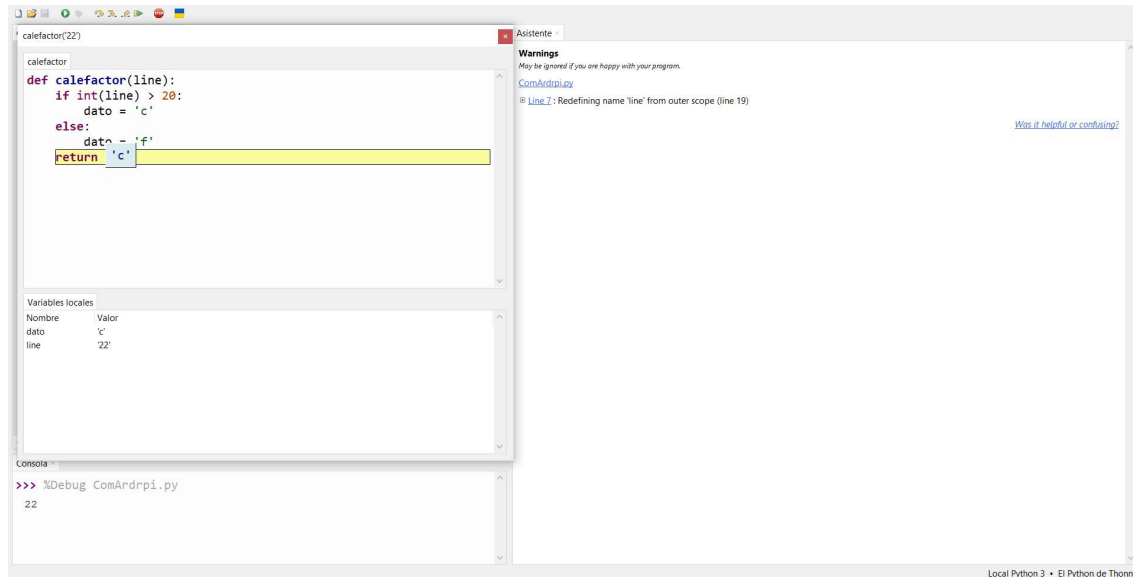 calefactor('22')
calefactor
def calefactor(line):
    if int(line) > 20:
        dato = 'c'
    else:
        dato = 'f'
    return 'c'
Variables locales
Nombre Valor
dato 'c'
line '22'
Consola
>>> %Debug ComArdrpi.py
22
Asistente
Warnings
May be ignored if you are happy with your program.
ComArdrpi.py
Line 7 : Redefining name 'line' from outer scope (line 19)
Was it helpful or confusing?
Local Python 3 • El Python de Thonn